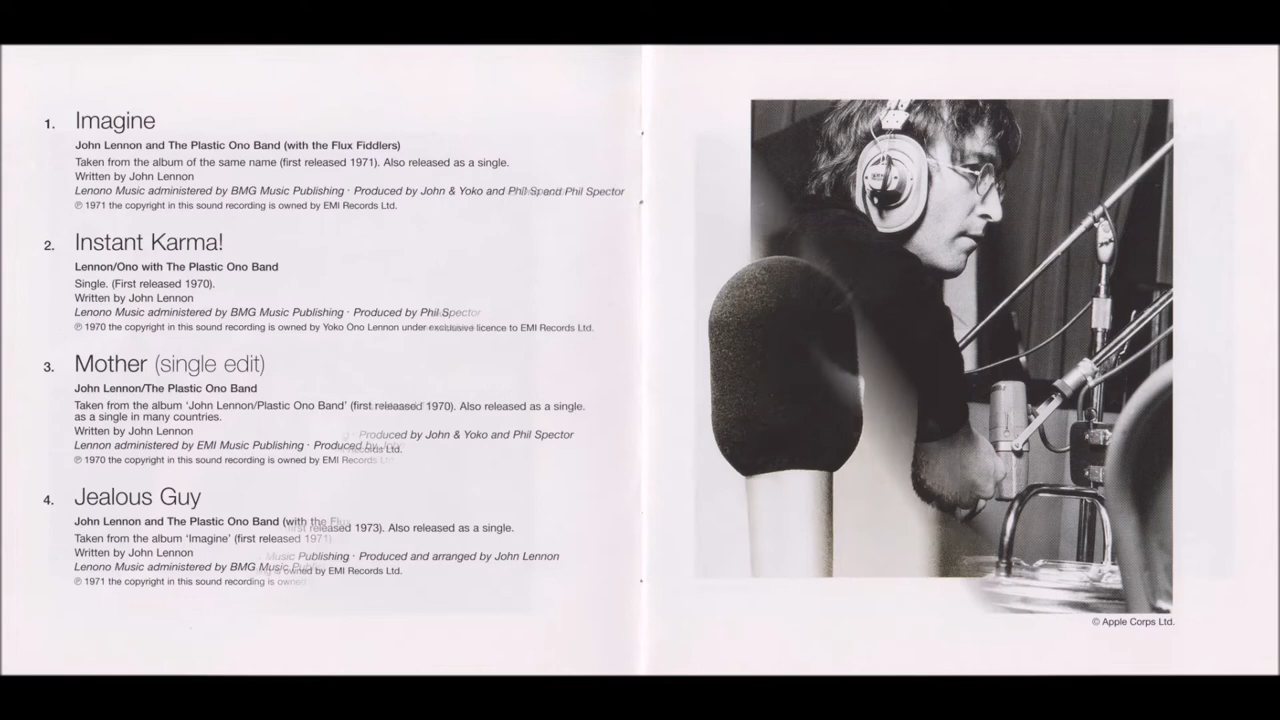 1. Imagine
John Lennon and The Plastic Ono Band (with the Flux Fiddlers)
Taken from the album of the same name (first released 1971). Also released as a single.
Written by John Lennon
Lenono Music administered by BMG Music Publishing · Produced by John & Yoko and Phil and Phil Spector
℗ 1971 the copyright in this sound recording is owned by EMI Records Ltd.
2. Instant Karma!
Lennon/Ono with The Plastic Ono Band
Single. (First released 1970).
Written by John Lennon
Lenono Music administered by BMG Music Publishing · Produced by Phil Spector
℗ 1970 the copyright in this sound recording is owned by Yoko Ono Lennon under exclusive licence to EMI Records Ltd.
3. Mother (single edit)
John Lennon/The Plastic Ono Band
Taken from the album ‘John Lennon/Plastic Ono Band’ (first released 1970). Also released as a single.
as a single in many countries.
Written by John Lennon
Produced by John & Yoko and Phil Spector
Lennon administered by EMI Music Publishing · Produced by
Ltd.
℗ 1970 the copyright in this sound recording is owned by EMI Records
4. Jealous Guy
John Lennon and The Plastic Ono Band (with the
first released 1973). Also released as a single.
Taken from the album ‘Imagine’ (first released 1971)
Written by John Lennon
Music Publishing · Produced and arranged by John Lennon
Lenono Music administered by BMG Music
owned by EMI Records Ltd.
℗ 1971 the copyright in this sound recording is owned
© Apple Corps Ltd.